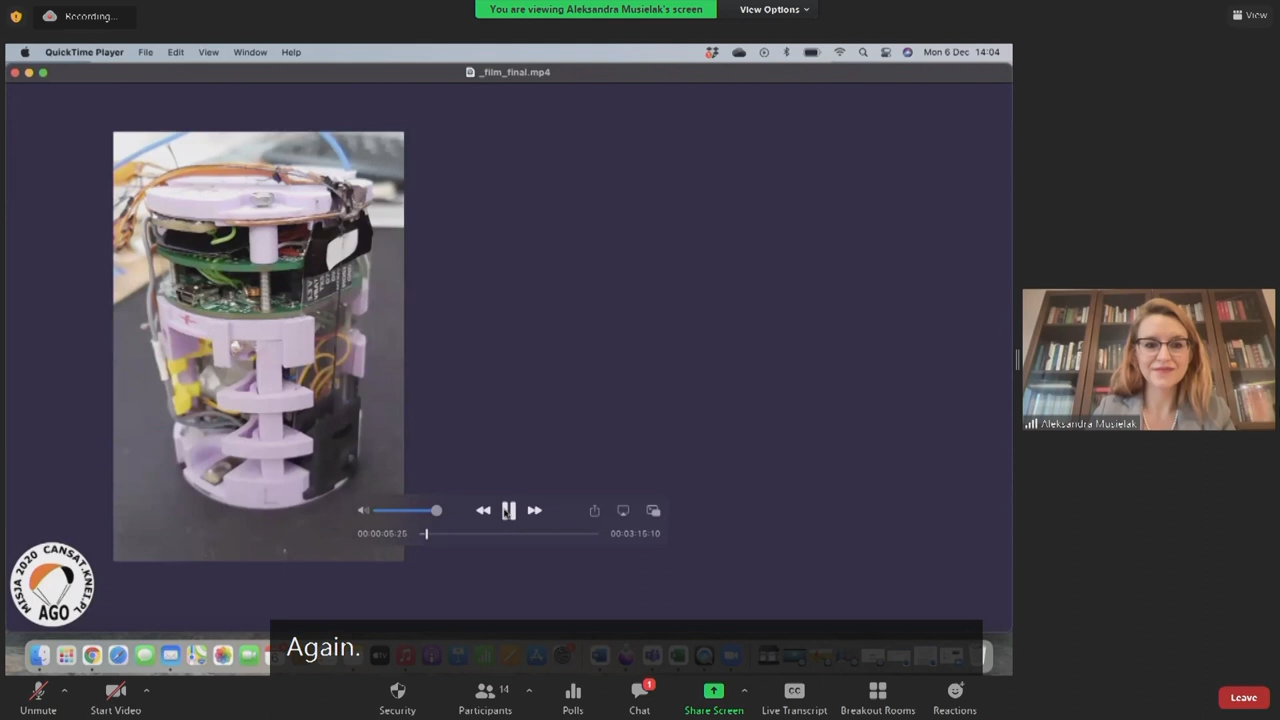 Recording...
You are viewing Aleksandra Musielak's screen
View Options
View
QuickTime Player File Edit View Window Help
Mon 6 Dec 14:04
_film_final.mp4
00:00:05:25
00:03:15:10
MISJA 2020 CANSAT.KNEI.PL
AGO
Aleksandra Musielak
Again.
Unmute
Start Video
Security
14
Participants
Polls
1
Chat
Share Screen
CC
Live Transcript
Breakout Rooms
Reactions
Leave